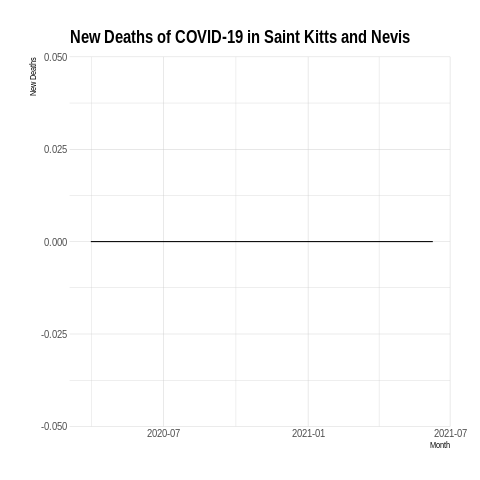 New Deaths of COVID-19 in Saint Kitts and Nevis
New Deaths
0.050
0.025
0.000
-0.025
-0.050
2020-07
2021-01
2021-07
Month